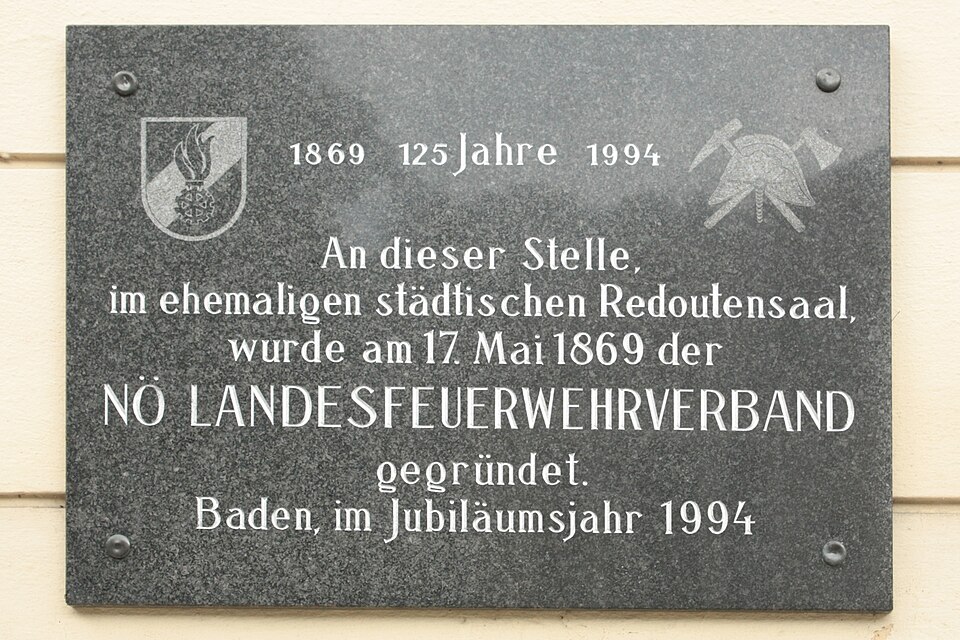 1869 125 Jahre 1994
An dieser Stelle,
im ehemaligen städtischen Redoutensaal,
wurde am 17. Mai 1869 der
NÖ LANDESFEUERWEHRVERBAND
gegründet.
Baden, im Jubiläumsjahr 1994